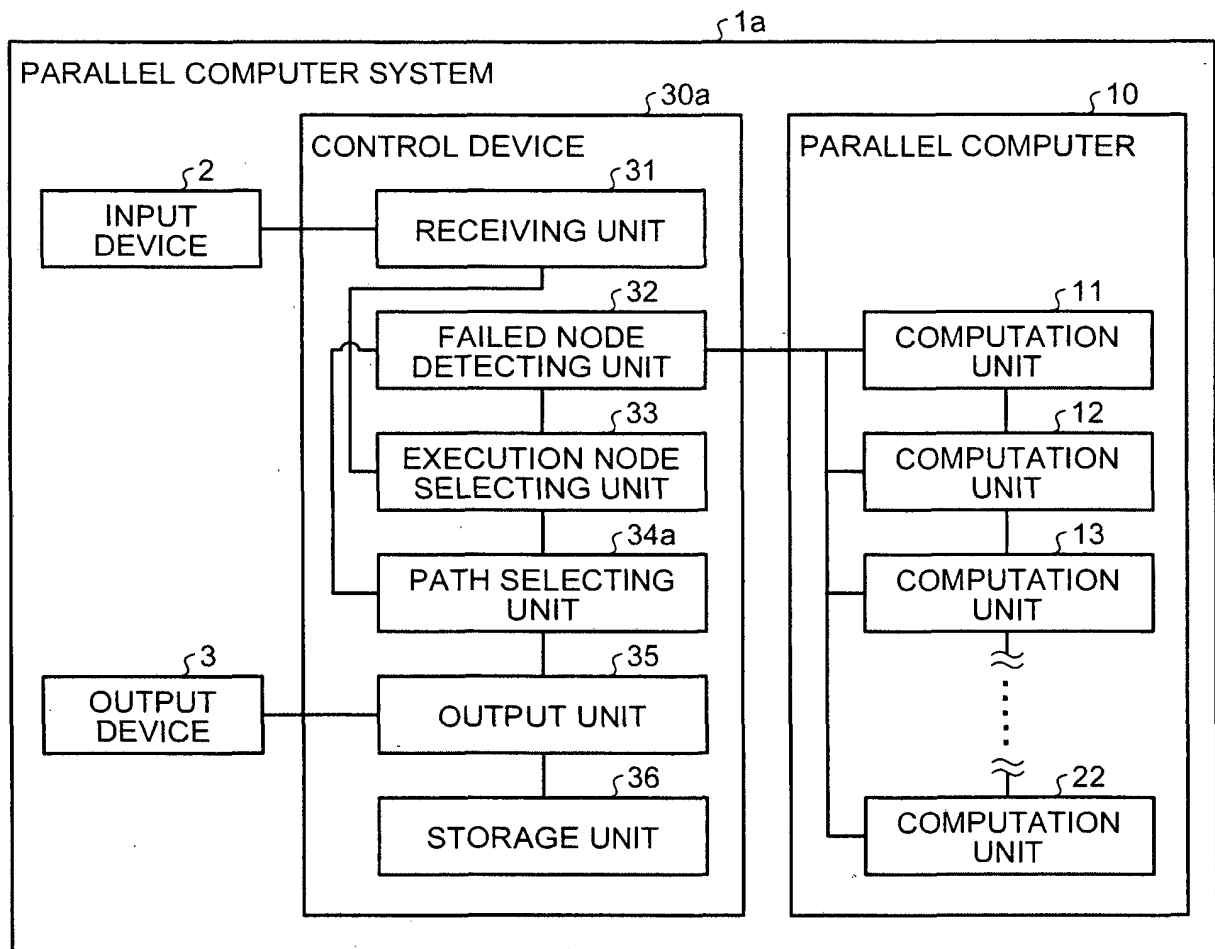 1a
PARALLEL COMPUTER SYSTEM
30a
CONTROL DEVICE
10
PARALLEL COMPUTER
2
INPUT
DEVICE
31
RECEIVING UNIT
32
FAILED NODE
DETECTING UNIT
33
EXECUTION NODE
SELECTING UNIT
34a
PATH SELECTING
UNIT
3
OUTPUT
DEVICE
35
OUTPUT UNIT
36
STORAGE UNIT
11
COMPUTATION
UNIT
12
COMPUTATION
UNIT
13
COMPUTATION
UNIT
22
COMPUTATION
UNIT